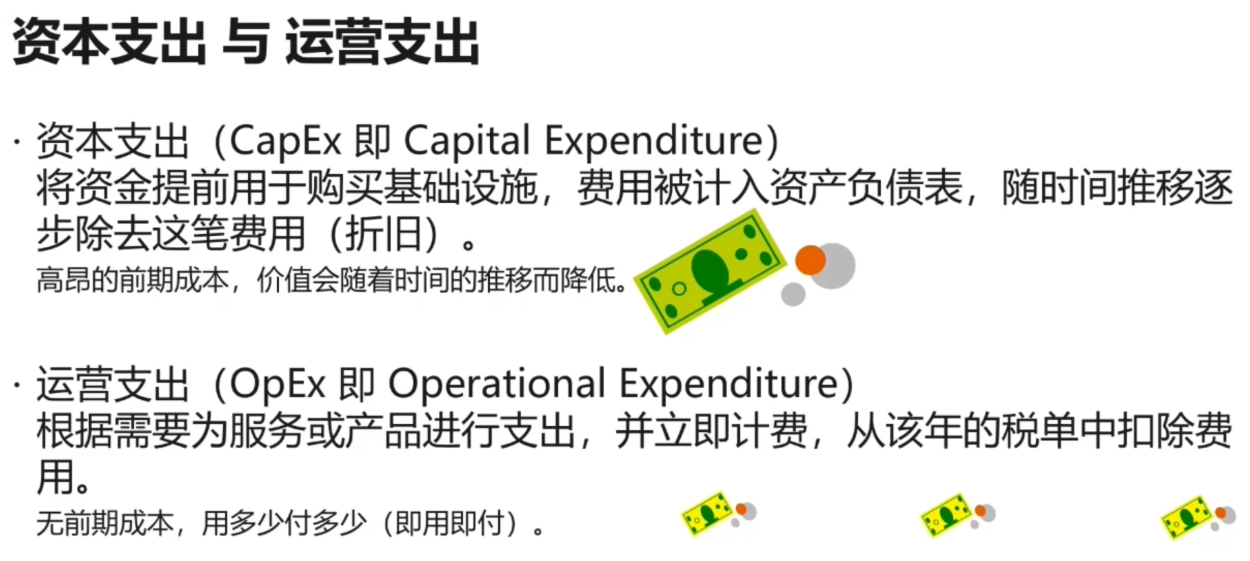 资本支出 与 运营支出
· 资本支出（CapEx 即 Capital Expenditure）
将资金提前用于购买基础设施，费用被计入资产负债表，随时间推移逐
步除去这笔费用（折旧）。
高昂的前期成本，价值会随着时间的推移而降低。
· 运营支出（OpEx 即 Operational Expenditure）
根据需要为服务或产品进行支出，并立即计费，从该年的税单中扣除费
用。
无前期成本，用多少付多少（即用即付）。